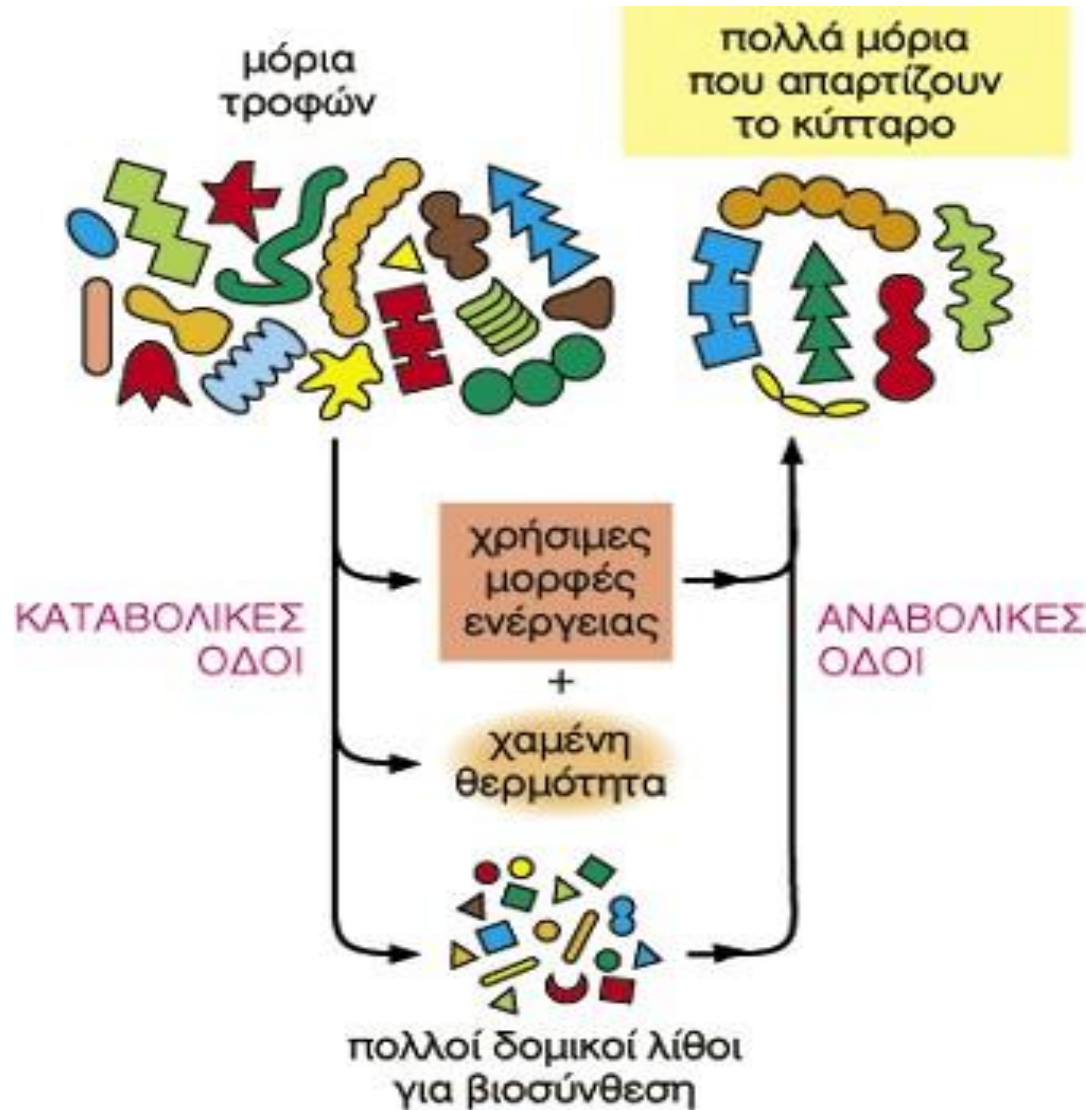 μόρια
τροφών
πολλά μόρια
που απαρτίζουν
το κύτταρο
ΚΑΤΑΒΟΛΙΚΕΣ
ΟΔΟΙ
χρήσιμες
μορφές
ενέργειας
+
χαμένη
θερμότητα
ΑΝΑΒΟΛΙΚΕΣ
ΟΔΟΙ
πολλοί δομικοί λίθοι
για βιοσύνθεση